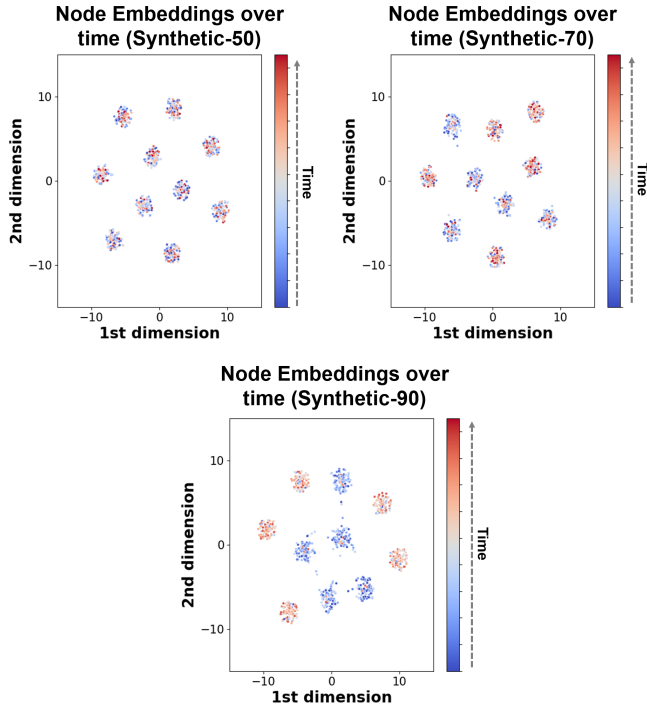 Node Embeddings over
time (Synthetic-50)
10
0
−10
−10
0
10
2nd dimension
1st dimension
Time
Node Embeddings over
time (Synthetic-70)
10
0
−10
−10
0
10
2nd dimension
1st dimension
Time
Node Embeddings over
time (Synthetic-90)
10
0
−10
−10
0
10
2nd dimension
1st dimension
Time